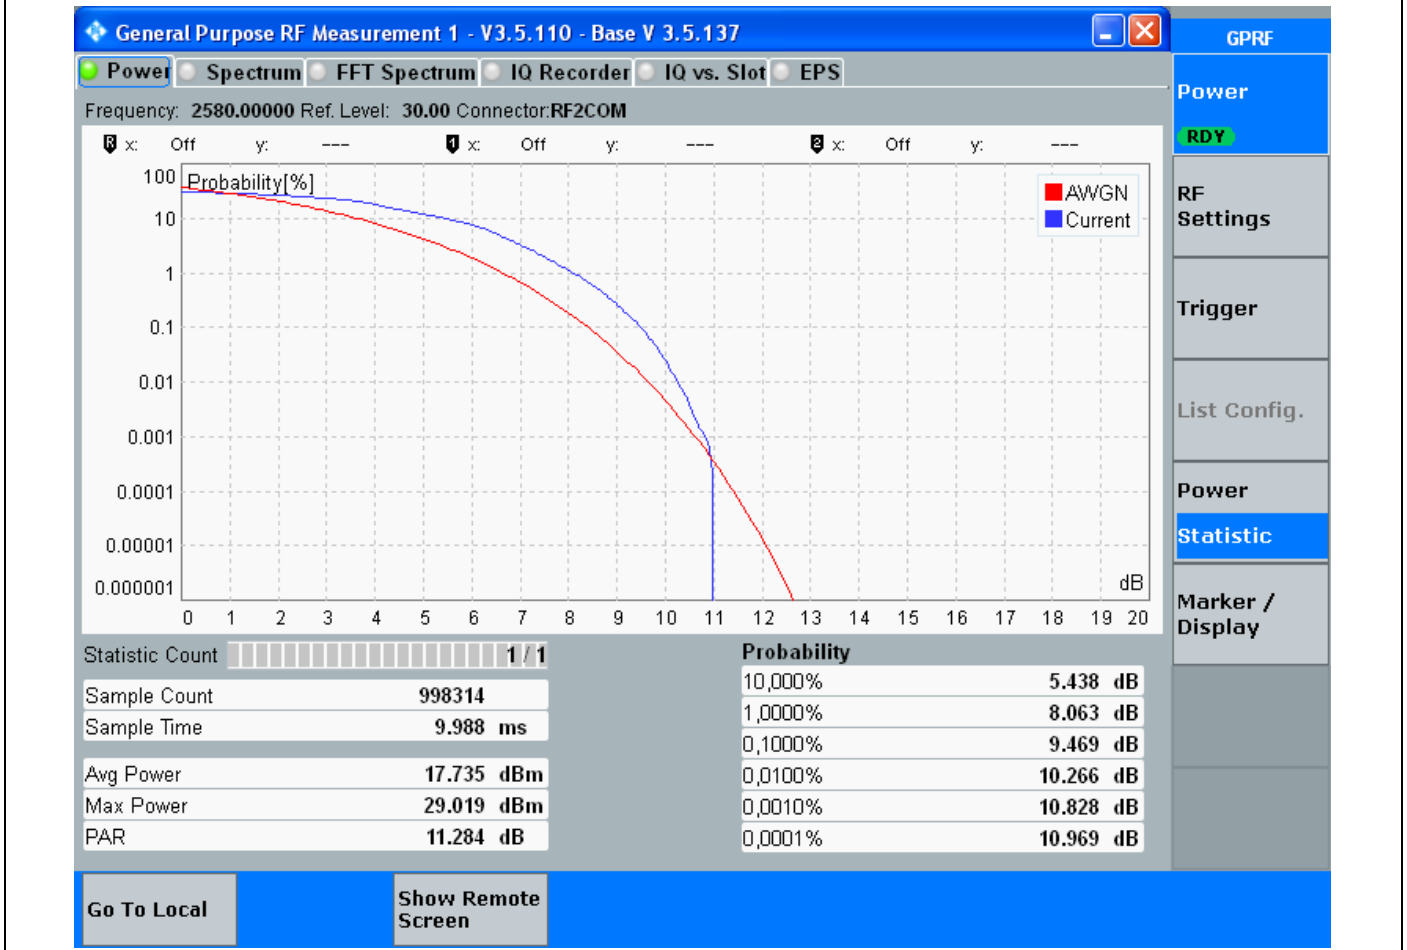 General Purpose RF Measurement 1 - V3.5.110 - Base V 3.5.137
GPRF
Power Spectrum FFT Spectrum IQ Recorder IQ vs. Slot EPS
Frequency: 2580.00000 Ref. Level: 30.00 Connector:RF2COM
R x: Off y: --- 1 x: Off y: --- 2 x: Off y: ---
Probability[%]
100
10
1
0.1
0.01
0.001
0.0001
0.00001
0.000001
AWGN
Current
dB
0 1 2 3 4 5 6 7 8 9 10 11 12 13 14 15 16 17 18 19 20
Statistic Count 1 / 1
Sample Count 998314
Sample Time 9.988 ms
Avg Power 17.735 dBm
Max Power 29.019 dBm
PAR 11.284 dB
Probability
10,000% 5.438 dB
1,0000% 8.063 dB
0,1000% 9.469 dB
0,0100% 10.266 dB
0,0010% 10.828 dB
0,0001% 10.969 dB
Power
RDY
RF
Settings
Trigger
List Config.
Power
Statistic
Marker /
Display
Go To Local
Show Remote
Screen